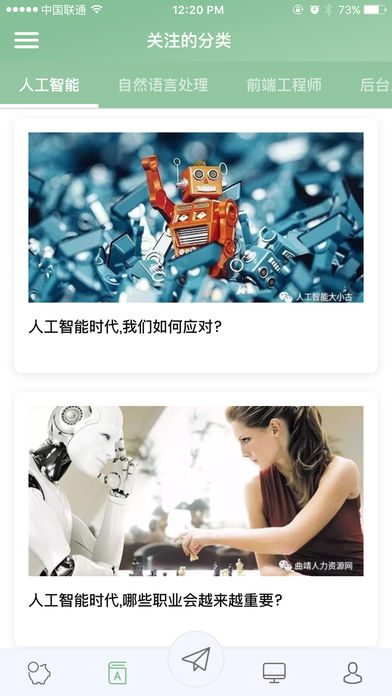 中国联通 12:20 PM 73%
关注的分类
人工智能 自然语言处理 前端工程师 后台
人工智能大小古
人工智能时代,我们如何应对?
曲靖人力资源网
人工智能时代,哪些职业会越来越重要?
A